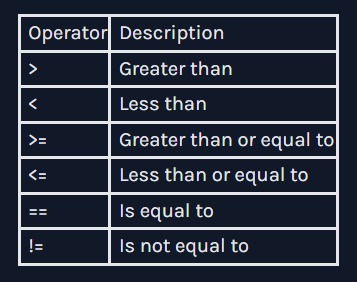 Operator Description
> Greater than
< Less than
>= Greater than or equal to
<= Less than or equal to
== Is equal to
!= Is not equal to